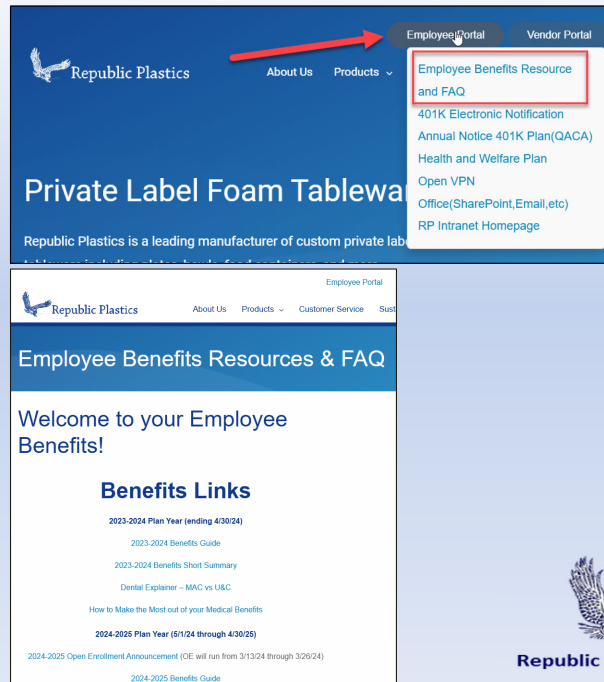 Employee Portal Vendor Portal
Republic Plastics About Us Products
Employee Benefits Resource
and FAQ
401K Electronic Notification
Annual Notice 401K Plan(QACA)
Health and Welfare Plan
Open VPN
Office(SharePoint,Email,etc)
RP Intranet Homepage
Private Label Foam Tablewa
Republic Plastics is a leading manufacturer of custom private labe
Employee Portal
Republic Plastics About Us Products Customer Service Sust
Employee Benefits Resources & FAQ
Welcome to your Employee
Benefits!
Benefits Links
2023-2024 Plan Year (ending 4/30/24)
2023-2024 Benefits Guide
2023-2024 Benefits Short Summary
Dental Explainer – MAC vs U&C
How to Make the Most out of your Medical Benefits
2024-2025 Plan Year (5/1/24 through 4/30/25)
2024-2025 Open Enrollment Announcement (OE will run from 3/13/24 through 3/26/24)
2024-2025 Benefits Guide
Republic